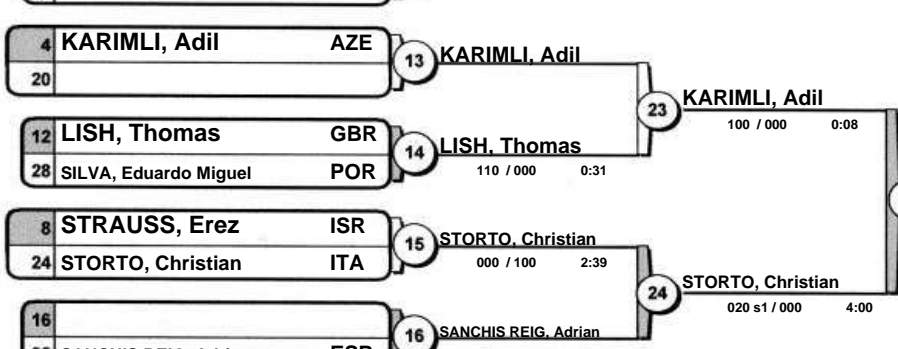 4 KARIMLI, Adil AZE
20
13 KARIMLI, Adil
23 KARIMLI, Adil
100 / 000 0:08
12 LISH, Thomas GBR
28 SILVA, Eduardo Miguel POR
14 LISH, Thomas
110 / 000 0:31
8 STRAUSS, Erez ISR
24 STORTO, Christian ITA
15 STORTO, Christian
000 / 100 2:39
24 STORTO, Christian
020 s1 / 000 4:00
16
16 SANCHIS REIG, Adrian